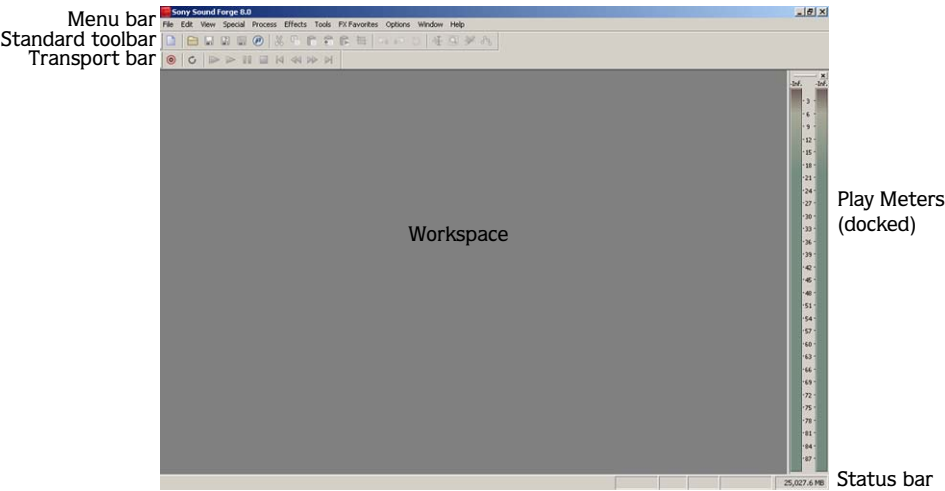 Sony Sound Forge 8.0
Menu bar
File Edit View Special Process Effects Tools FX Favorites Options Window Help
Standard toolbar
Transport bar
-Inf. -Inf.
3
6
9
12
15
18
21
24
27
30
33
36
39
42
45
48
51
54
57
60
63
66
69
72
75
78
81
84
87
Play Meters
(docked)
Workspace
25,027.6 MB
Status bar